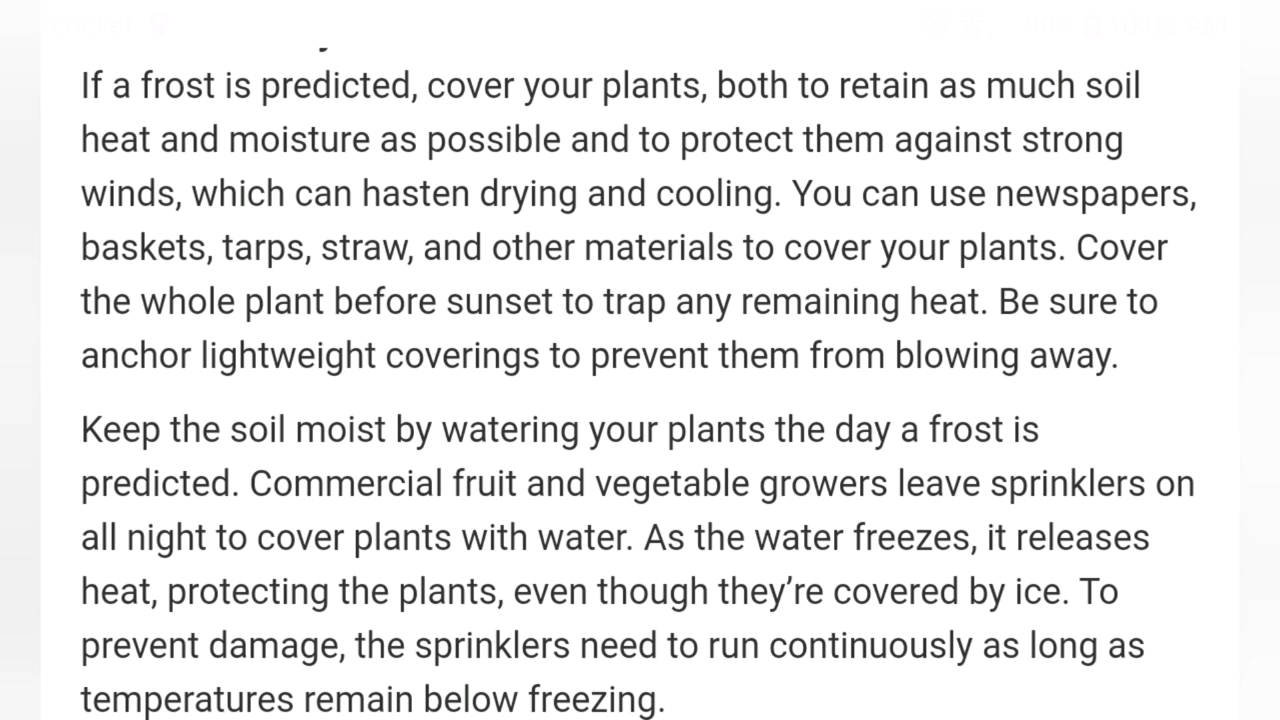 If a frost is predicted, cover your plants, both to retain as much soil
heat and moisture as possible and to protect them against strong
winds, which can hasten drying and cooling. You can use newspapers,
baskets, tarps, straw, and other materials to cover your plants. Cover
the whole plant before sunset to trap any remaining heat. Be sure to
anchor lightweight coverings to prevent them from blowing away.
Keep the soil moist by watering your plants the day a frost is
predicted. Commercial fruit and vegetable growers leave sprinklers on
all night to cover plants with water. As the water freezes, it releases
heat, protecting the plants, even though they’re covered by ice. To
prevent damage, the sprinklers need to run continuously as long as
temperatures remain below freezing.